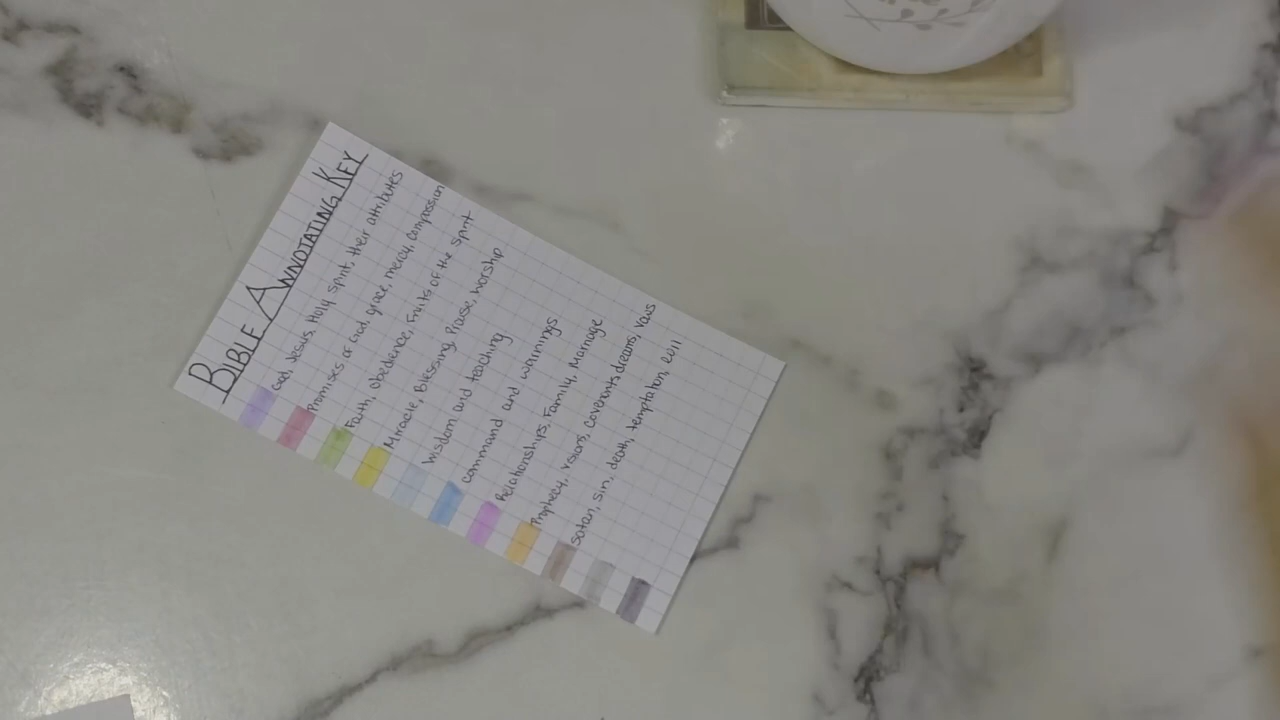 BIBLE ANNOTATING KEY
God, Jesus, Holy Spirit, their attributes
Promises of God, grace, mercy, compassion
Faith, obedience, Fruits of the Spirit
Miracle, Blessing, Praise, worship
Wisdom and teaching
command and warnings
Relationships, Family, Marriage
Prophecy, visions, covenants, dreams, vows
Satan, sin, death, temptation, evil